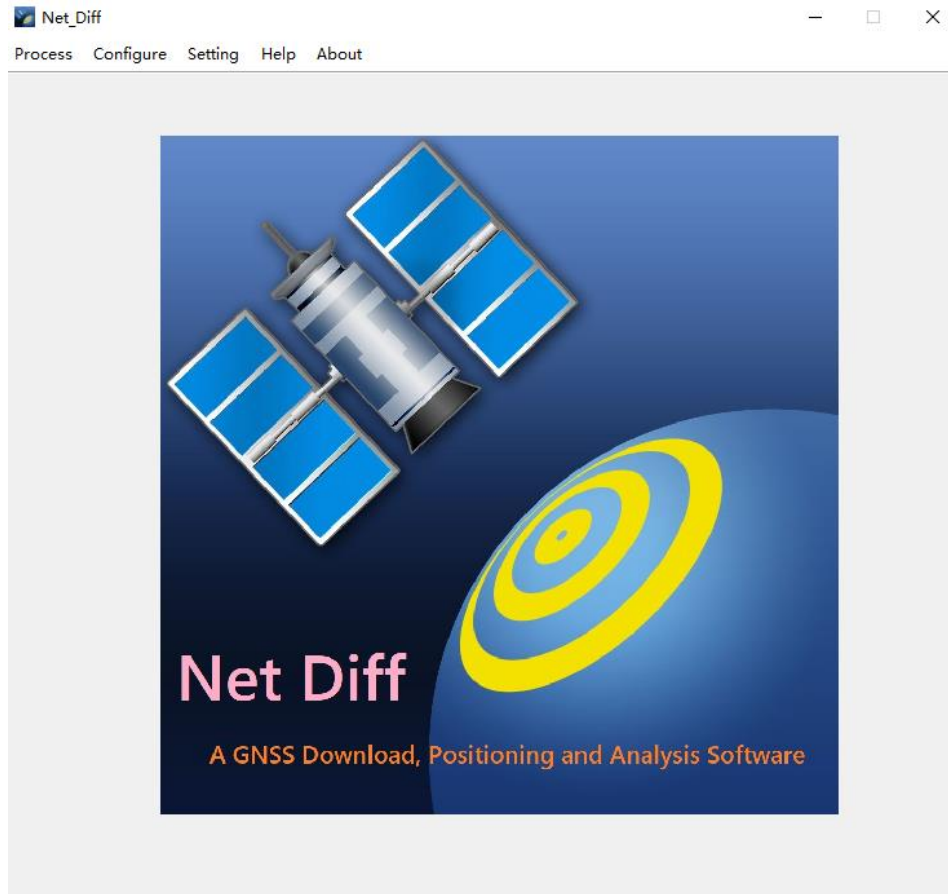 Net_Diff
Process Configure Setting Help About
Net Diff
A GNSS Download, Positioning and Analysis Software